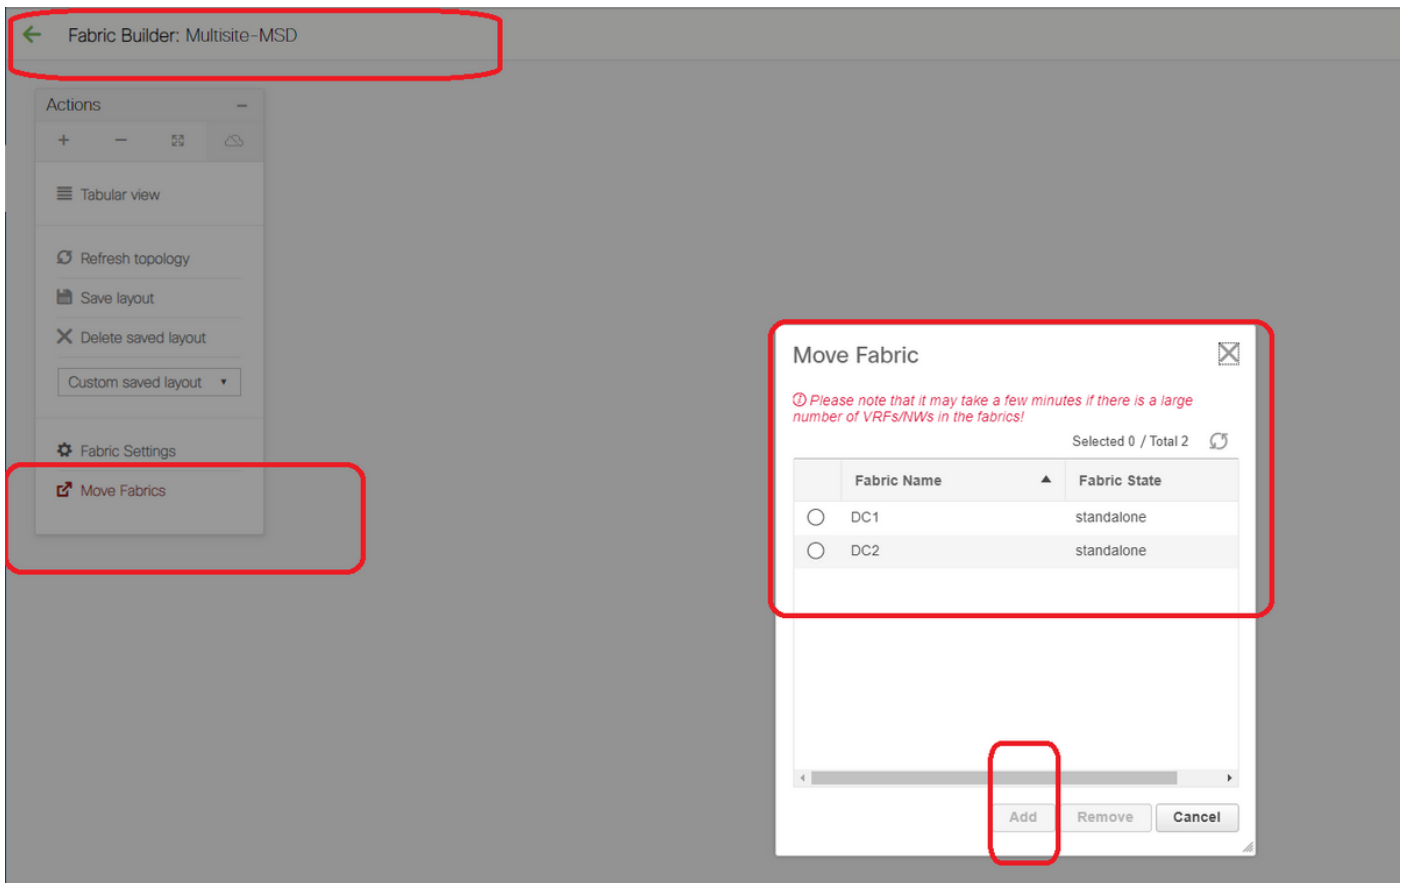 Fabric Builder: Multisite-MSD
Actions
Tabular view
Refresh topology
Save layout
Delete saved layout
Custom saved layout
Fabric Settings
Move Fabrics
Move Fabric
Please note that it may take a few minutes if there is a large
number of VRFs/NWs in the fabrics!
Selected 0 / Total 2
Fabric Name Fabric State
DC1 standalone
DC2 standalone
Add Remove Cancel